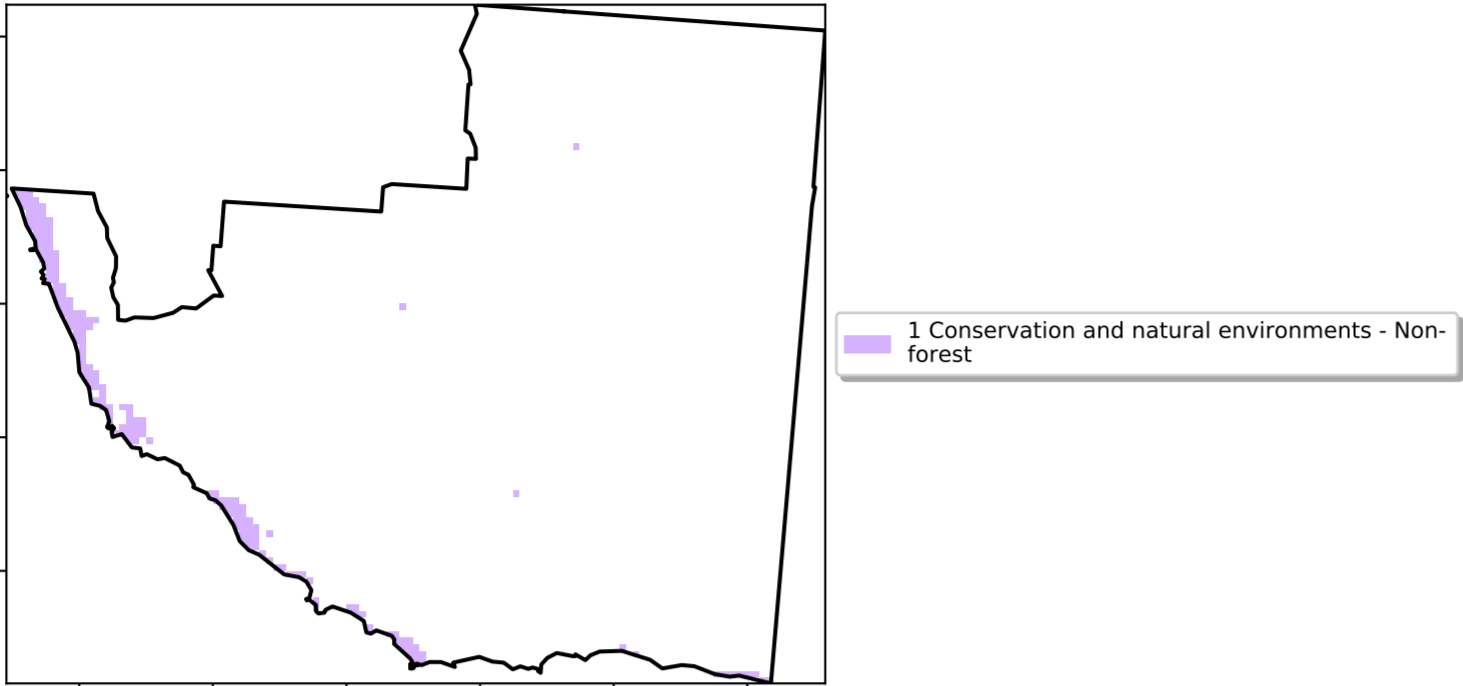 1 Conservation and natural environments - Non-
forest